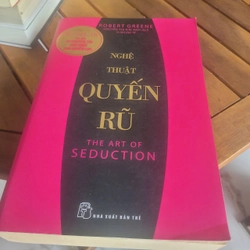 ROBERT GREENE
NGHỆ
THUẬT
QUYẾN
RŨ
THE ART OF
SEDUCTION
NHÀ XUẤT BẢN TRẺ